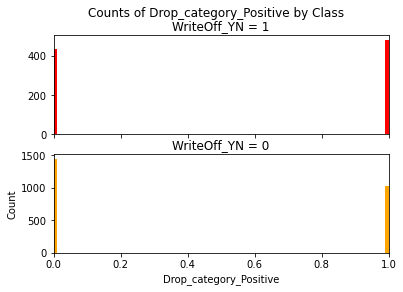 Counts of Drop_category_Positive by Class
WriteOff_YN = 1
400
200
0
WriteOff_YN = 0
1500
1000
500
0
Count
0.0 0.2 0.4 0.6 0.8 1.0
Drop_category_Positive